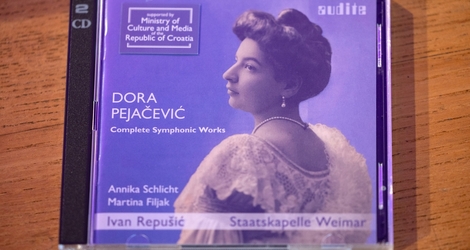 2
CD
audite
supported by
Ministry of
Culture and Media
of the
Republic of Croatia
DORA
PEJAČEVIĆ
Complete Symphonic Works
Annika Schlicht
Martina Filjak
Ivan Repušić Staatskapelle Weimar